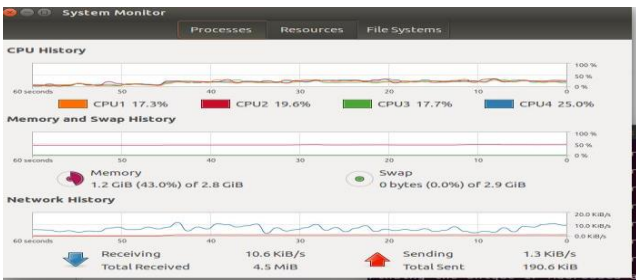 System Monitor
Processes Resources File Systems
CPU History
100 %
50 %
0 %
60 seconds 50 40 30 20 10 0
CPU1 17.3% CPU2 19.6% CPU3 17.7% CPU4 25.0%
Memory and Swap History
100 %
50 %
0 %
60 seconds 50 40 30 20 10 0
Memory Swap
1.2 GiB (43.0%) of 2.8 GiB 0 bytes (0.0%) of 2.9 GiB
Network History
20.0 KiB/s
10.0 KiB/s
0.0 KiB/s
60 seconds 50 40 30 20 10 0
Receiving 10.6 KiB/s Sending 1.3 KiB/s
Total Received 4.5 MiB Total Sent 190.6 KiB